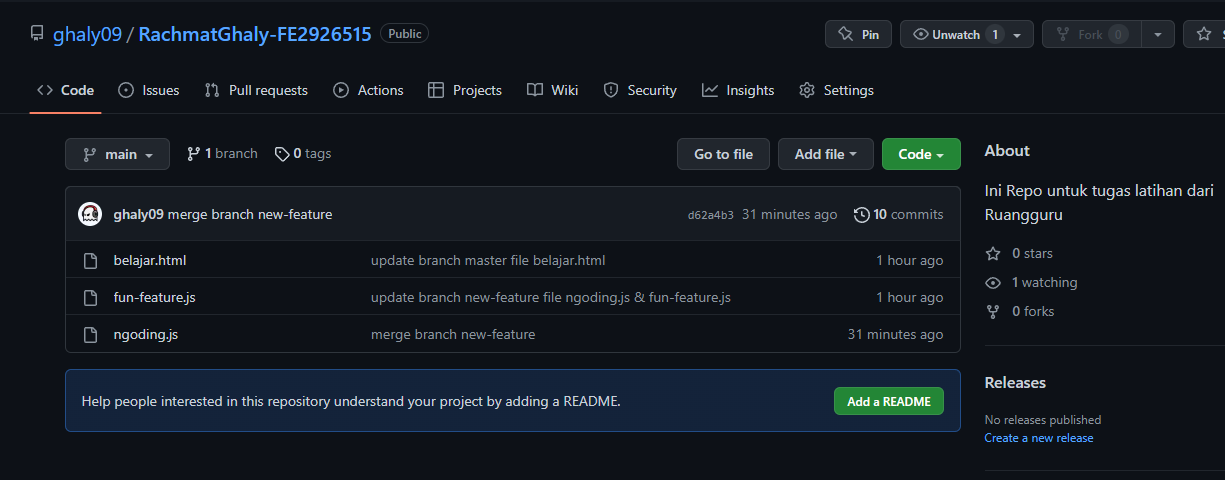 ghaly09 / RachmatGhaly-FE2926515 Public
Pin
Unwatch 1
Fork 0
Code
Issues
Pull requests
Actions
Projects
Wiki
Security
Insights
Settings
main
1 branch
0 tags
Go to file
Add file
Code
ghaly09 merge branch new-feature
d62a4b3 31 minutes ago
10 commits
belajar.html update branch master file belajar.html 1 hour ago
fun-feature.js update branch new-feature file ngoding.js & fun-feature.js 1 hour ago
ngoding.js merge branch new-feature 31 minutes ago
Help people interested in this repository understand your project by adding a README.
Add a README
About
Ini Repo untuk tugas latihan dari
Ruangguru
0 stars
1 watching
0 forks
Releases
No releases published
Create a new release